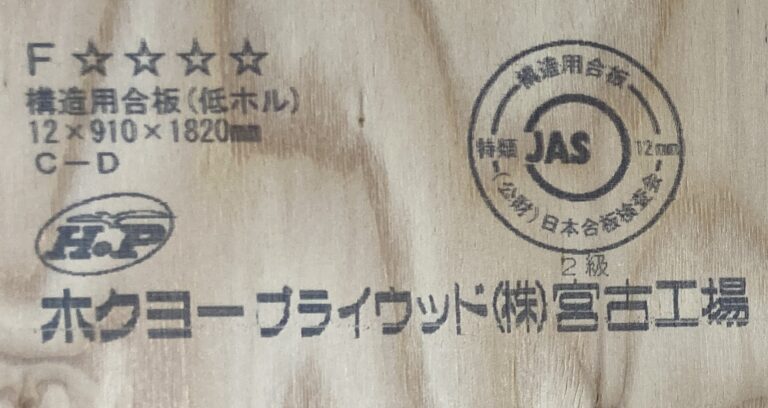 F☆☆☆☆
構造用合板(低ホル)
12×910×1820mm
C－D
H.P
構造用合板
特類 JAS 12mm
(公財)日本合板検査会
2級
ホクヨープライウッド(株)宮古工場